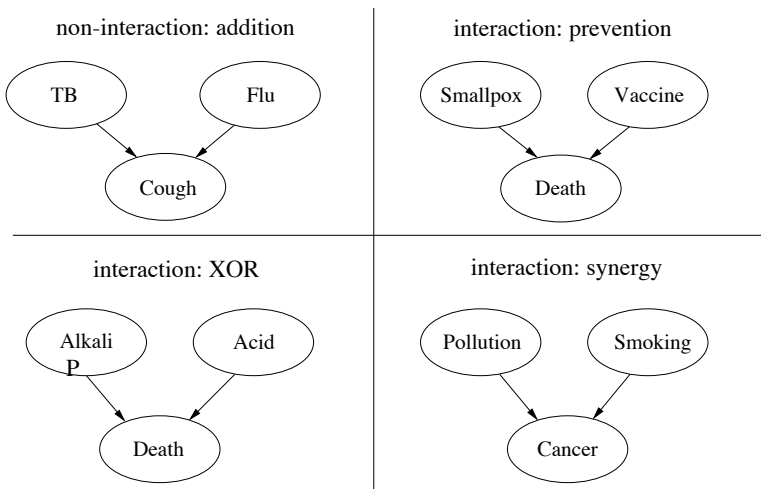 non-interaction: addition
TB Flu
Cough
interaction: prevention
Smallpox Vaccine
Death
interaction: XOR
Alkali Acid
P
Death
interaction: synergy
Pollution Smoking
Cancer